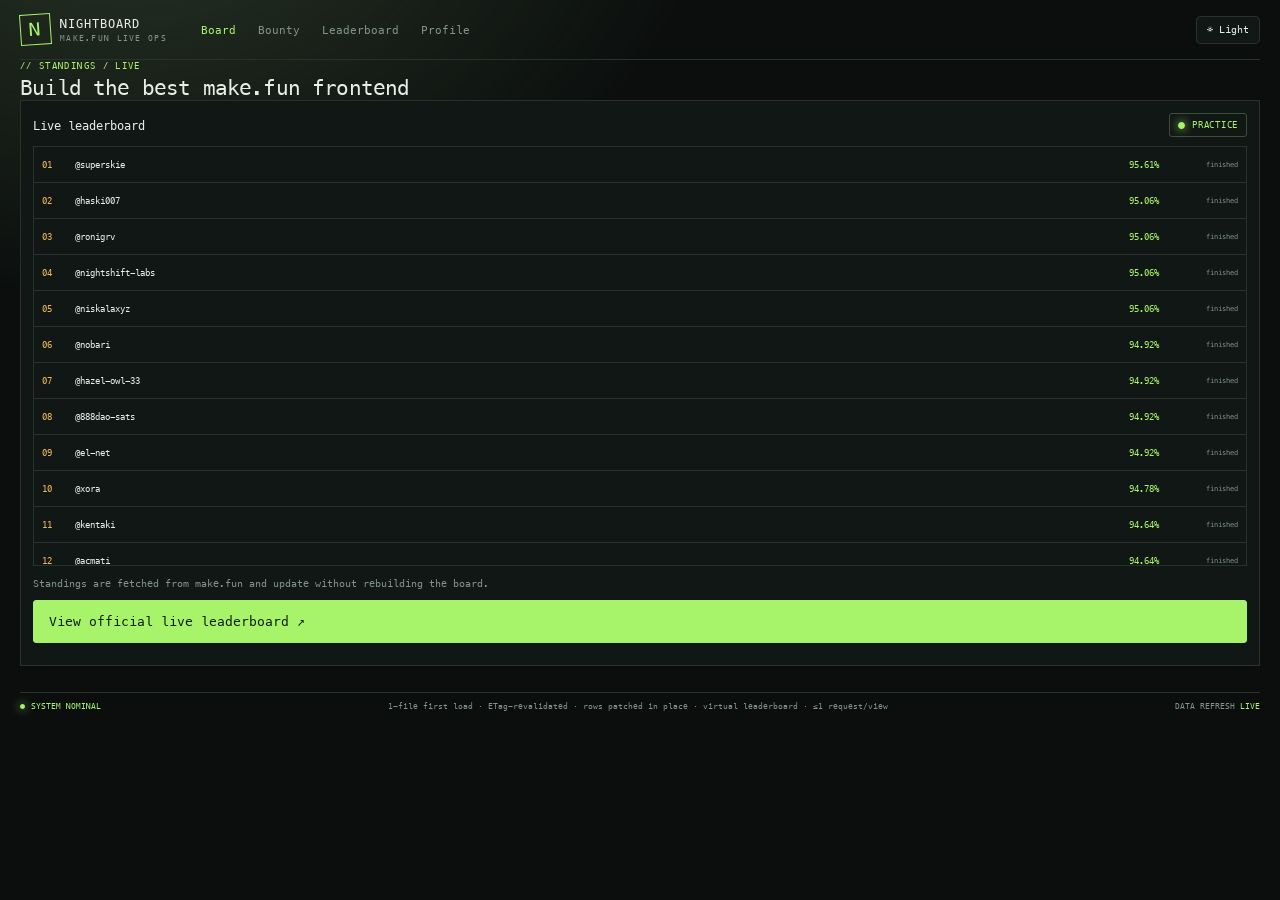 N
NIGHTBOARD
MAKE.FUN LIVE OPS
Board
Bounty
Leaderboard
Profile
☀ Light
// STANDINGS / LIVE
Build the best make.fun frontend
Live leaderboard
PRACTICE
01 @superskie 95.61% finished
02 @haski007 95.06% finished
03 @ronigrv 95.06% finished
04 @nightshift-labs 95.06% finished
05 @niskalaxyz 95.06% finished
06 @nobari 94.92% finished
07 @hazel-owl-33 94.92% finished
08 @888dao-sats 94.92% finished
09 @el-net 94.92% finished
10 @xora 94.78% finished
11 @kentaki 94.64% finished
12 @acmati 94.64% finished
Standings are fetched from make.fun and update without rebuilding the board.
View official live leaderboard ↗
SYSTEM NOMINAL
1-file first load · ETag-revalidated · rows patched in place · virtual leaderboard · ≤1 request/view
DATA REFRESH LIVE